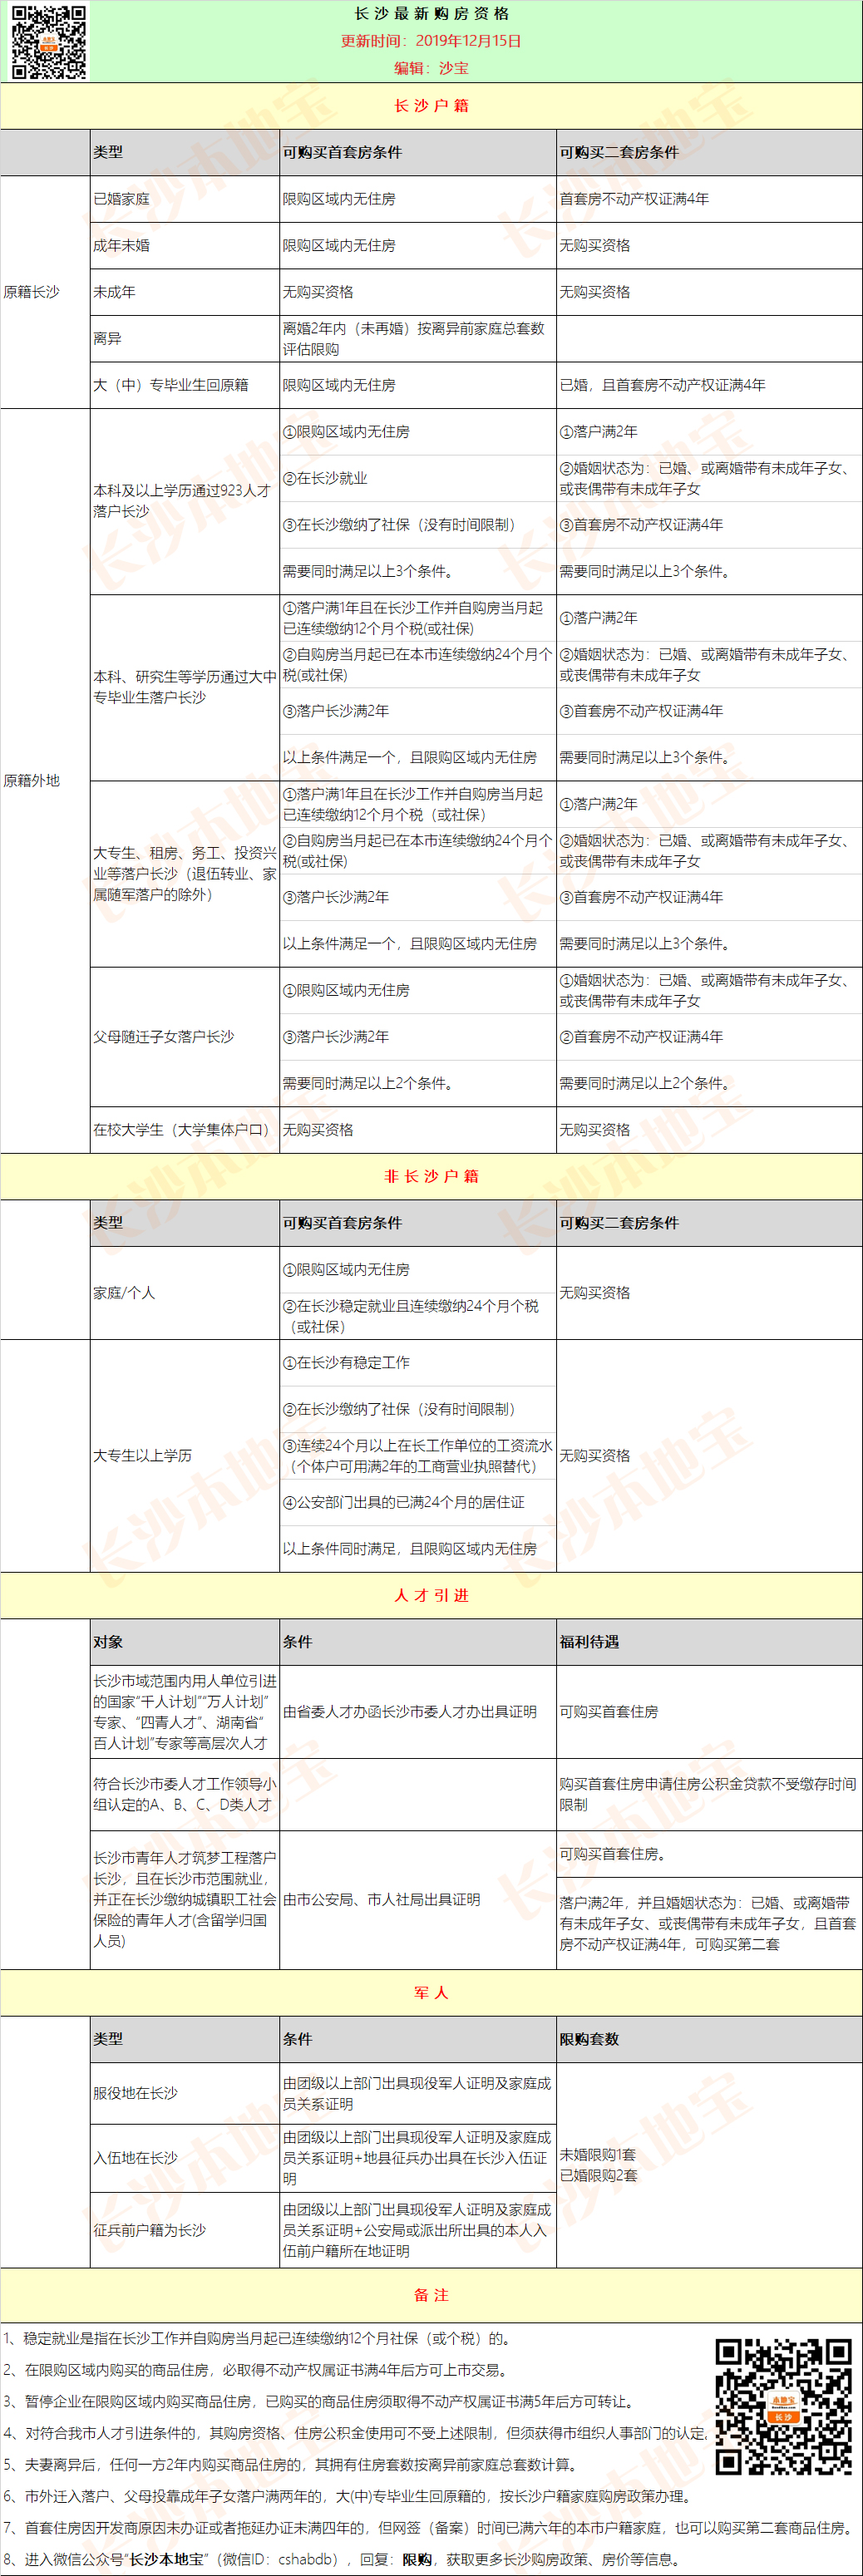 长沙最新购房资格
更新时间：2019年12月15日
编辑：沙宝
长沙户籍
类型 可购买首套房条件 可购买二套房条件
原籍长沙
已婚家庭 限购区域内无住房 首套房不动产权证满4年
成年未婚 限购区域内无住房 无购买资格
未成年 无购买资格 无购买资格
离异 离婚2年内（未再婚）按离异前家庭总套数
评估限购
大（中）专毕业生回原籍 限购区域内无住房 已婚，且首套房不动产权证满4年
原籍外地
本科及以上学历通过923人才
落户长沙
①限购区域内无住房
②在长沙就业
③在长沙缴纳了社保（没有时间限制）
需要同时满足以上3个条件。
①落户满2年
②婚姻状态为：已婚、或离婚带有未成年子女、
或丧偶带有未成年子女
③首套房不动产权证满4年
需要同时满足以上3个条件。
本科、研究生等学历通过大中
专毕业生落户长沙
①落户满1年且在长沙工作并自购房当月起
已连续缴纳12个月个税(或社保)
②自购房当月起已在本市连续缴纳24个月个
税(或社保)
③落户长沙满2年
以上条件满足一个，且限购区域内无住房
①落户满2年
②婚姻状态为：已婚、或离婚带有未成年子女、
或丧偶带有未成年子女
③首套房不动产权证满4年
需要同时满足以上3个条件。
大专生、租房、务工、投资兴
业等落户长沙（退伍转业、家
属随军落户的除外）
①落户满1年且在长沙工作并自购房当月起
已连续缴纳12个月个税（或社保）
②自购房当月起已在本市连续缴纳24个月个
税(或社保)
③落户长沙满2年
以上条件满足一个，且限购区域内无住房
①落户满2年
②婚姻状态为：已婚、或离婚带有未成年子女、
或丧偶带有未成年子女
③首套房不动产权证满4年
需要同时满足以上3个条件。
父母随迁子女落户长沙
①限购区域内无住房
③落户长沙满2年
需要同时满足以上2个条件。
①婚姻状态为：已婚、或离婚带有未成年子女、
或丧偶带有未成年子女
②首套房不动产权证满4年
需要同时满足以上2个条件。
在校大学生（大学集体户口） 无购买资格 无购买资格
非长沙户籍
类型 可购买首套房条件 可购买二套房条件
家庭/个人
①限购区域内无住房
②在长沙稳定就业且连续缴纳24个月个税
（或社保）
无购买资格
大专生以上学历
①在长沙有稳定工作
②在长沙缴纳了社保（没有时间限制）
③连续24个月以上在长工作单位的工资流水
（个体户可用满2年的工商营业执照替代）
④公安部门出具的已满24个月的居住证
以上条件同时满足，且限购区域内无住房
无购买资格
人才引进
对象 条件 福利待遇
长沙市域范围内用人单位引进
的国家“千人计划”“万人计划”
专家、“四青人才”、湖南省“
百人计划”专家等高层次人才
由省委人才办函长沙市委人才办出具证明
可购买首套住房
符合长沙市委人才工作领导小
组认定的A、B、C、D类人才
购买首套住房申请住房公积金贷款不受缴存时间
限制
长沙市青年人才筑梦工程落户
长沙，且在长沙市范围就业，
并正在长沙缴纳城镇职工社会
保险的青年人才(含留学归国
人员)
由市公安局、市人社局出具证明
可购买首套住房。
落户满2年，并且婚姻状态为：已婚、或离婚带
有未成年子女、或丧偶带有未成年子女，且首套
房不动产权证满4年，可购买第二套
军人
类型 条件 限购套数
服役地在长沙
由团级以上部门出具现役军人证明及家庭成
员关系证明
入伍地在长沙
由团级以上部门出具现役军人证明及家庭成
员关系证明+地县征兵办出具在长沙入伍证
明
征兵前户籍为长沙
由团级以上部门出具现役军人证明及家庭成
员关系证明+公安局或派出所出具的本人入
伍前户籍所在地证明
未婚限购1套
已婚限购2套
备注
1、稳定就业是指在长沙工作并自购房当月起已连续缴纳12个月社保（或个税）的。
2、在限购区域内购买的商品住房，必取得不动产权属证书满4年后方可上市交易。
3、暂停企业在限购区域内购买商品住房，已购买的商品住房须取得不动产权属证书满5年后方可转让。
4、对符合我市人才引进条件的，其购房资格、住房公积金使用可不受上述限制，但须获得市组织人事部门的认定。
5、夫妻离异后，任何一方2年内购买商品住房的，其拥有住房套数按离异前家庭总套数计算。
6、市外迁入落户、父母投靠成年子女落户满两年的，大(中)专毕业生回原籍的，按长沙户籍家庭购房政策办理。
7、首套住房因开发商原因未办证或者拖延办证未满四年的，但网签（备案）时间已满六年的本市户籍家庭，也可以购买第二套商品住房。
8、进入微信公众号“长沙本地宝”（微信ID：cshabdb），回复：限购，获取更多长沙购房政策、房价等信息。
本地宝
长沙
长沙本地宝